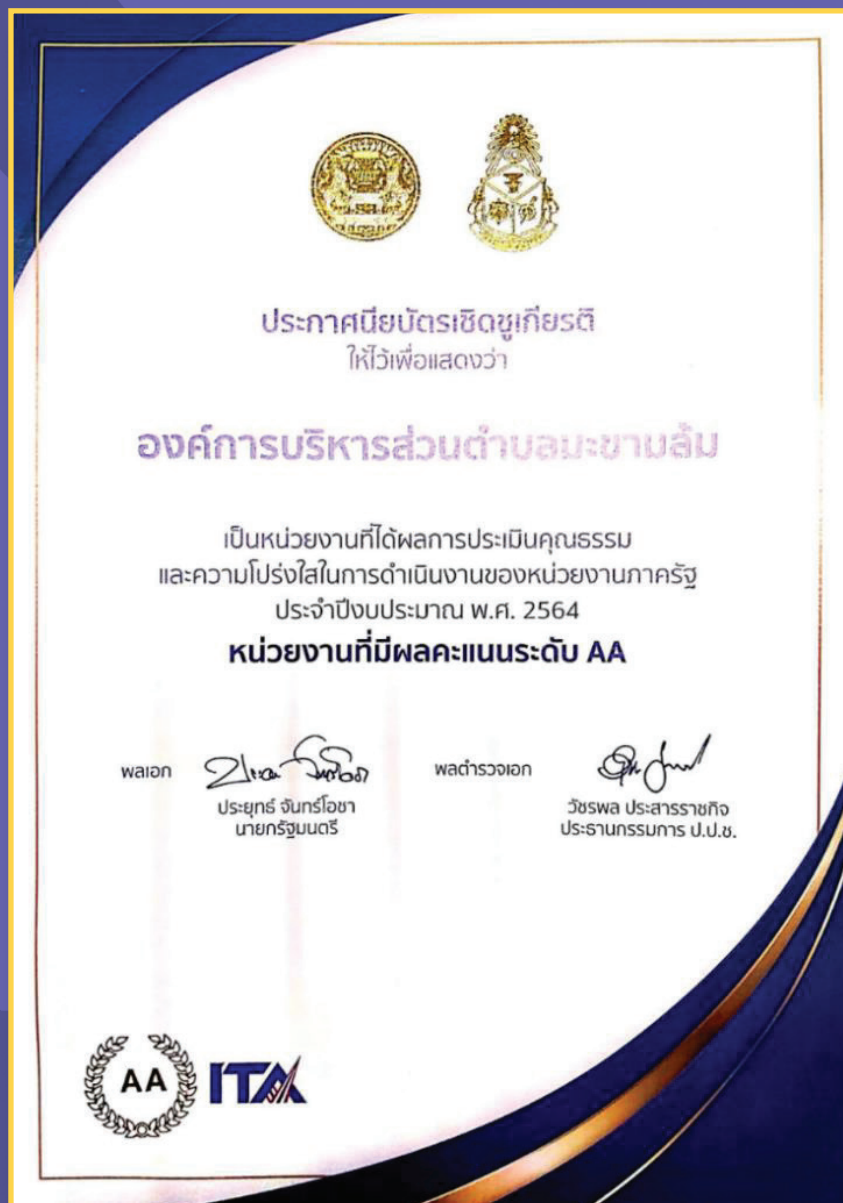 ประกาศนียบัตรเชิดชูเกียรติ
ให้ไว้เพื่อแสดงว่า
องค์การบริหารส่วนตำบลมะขามล้ม
เป็นหน่วยงานที่ได้ผลการประเมินคุณธรรม
และความโปร่งใสในการดำเนินงานของหน่วยงานภาครัฐ
ประจำปีงบประมาณ พ.ศ. 2564
หน่วยงานที่มีผลคะแนนระดับ AA
พลเอก
ประยุทธ์ จันทร์โอชา
นายกรัฐมนตรี
พลตำรวจเอก
วัชรพล ประสารราชกิจ
ประธานกรรมการ ป.ป.ช.
AA ITA